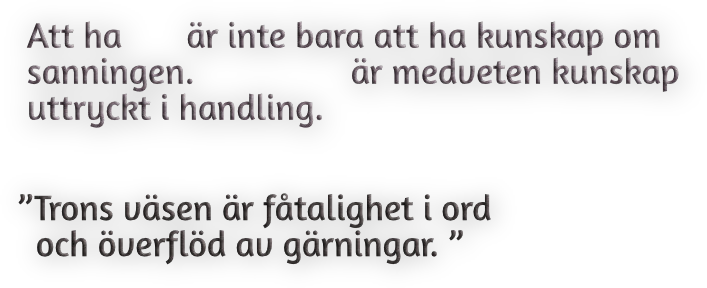 Att ha är inte bara att ha kunskap om
sanningen. är medveten kunskap
uttryckt i handling.
”Trons väsen är fåtalighet i ord
och överflöd av gärningar. ”